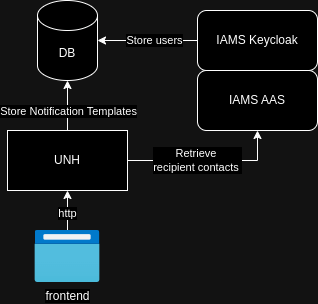 DB
Store users
IAMS Keycloak
IAMS AAS
Store Notification Templates
UNH
Retrieve
recipient contacts
http
frontend